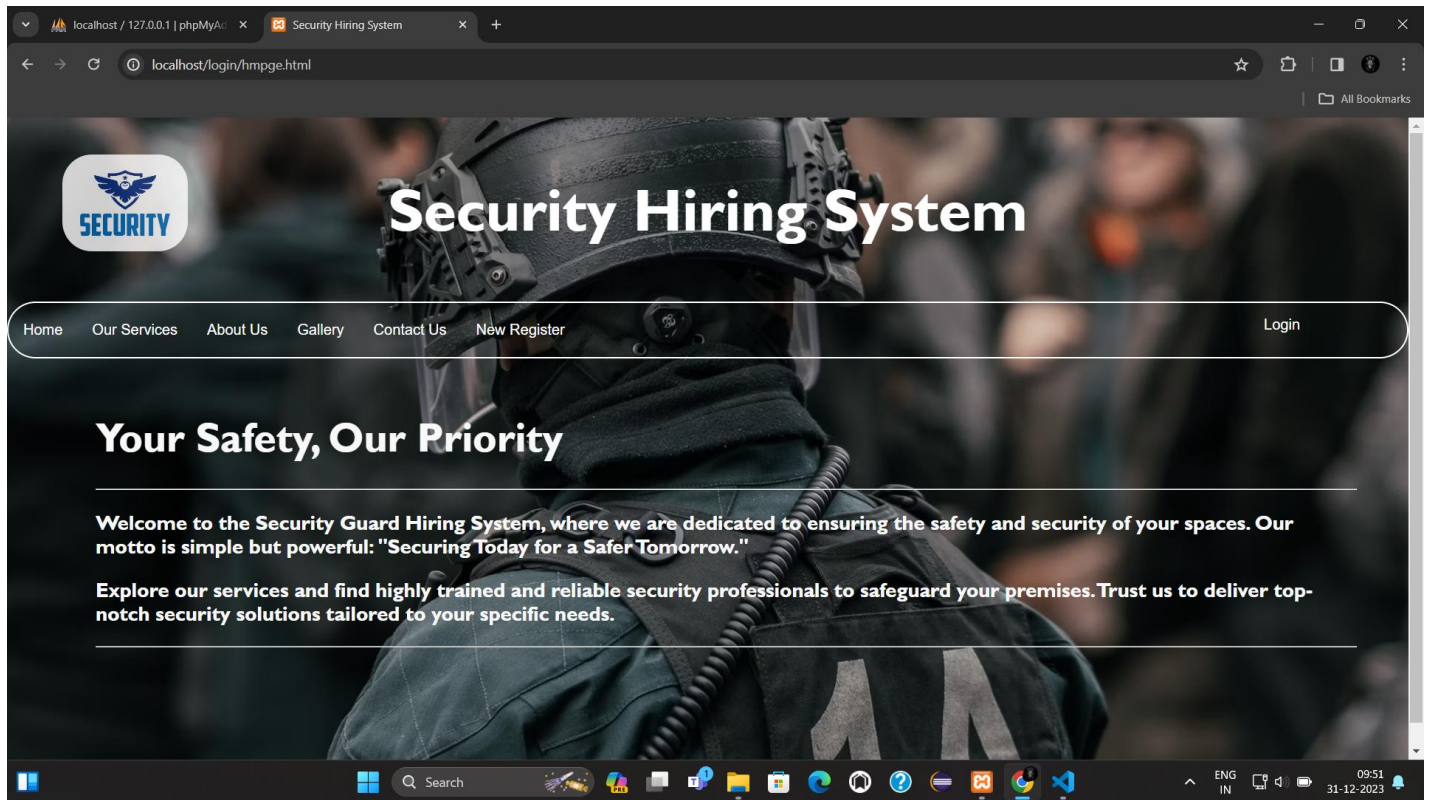 localhost / 127.0.0.1 | phpMyAd
Security Hiring System
localhost/login/hmpge.html
All Bookmarks
SECURITY
Security Hiring System
Home Our Services About Us Gallery Contact Us New Register Login
Your Safety, Our Priority
Welcome to the Security Guard Hiring System, where we are dedicated to ensuring the safety and security of your spaces. Our
motto is simple but powerful: "Securing Today for a Safer Tomorrow."
Explore our services and find highly trained and reliable security professionals to safeguard your premises. Trust us to deliver top-
notch security solutions tailored to your specific needs.
14
Search
PRE
ENG
IN
09:51
31-12-2023